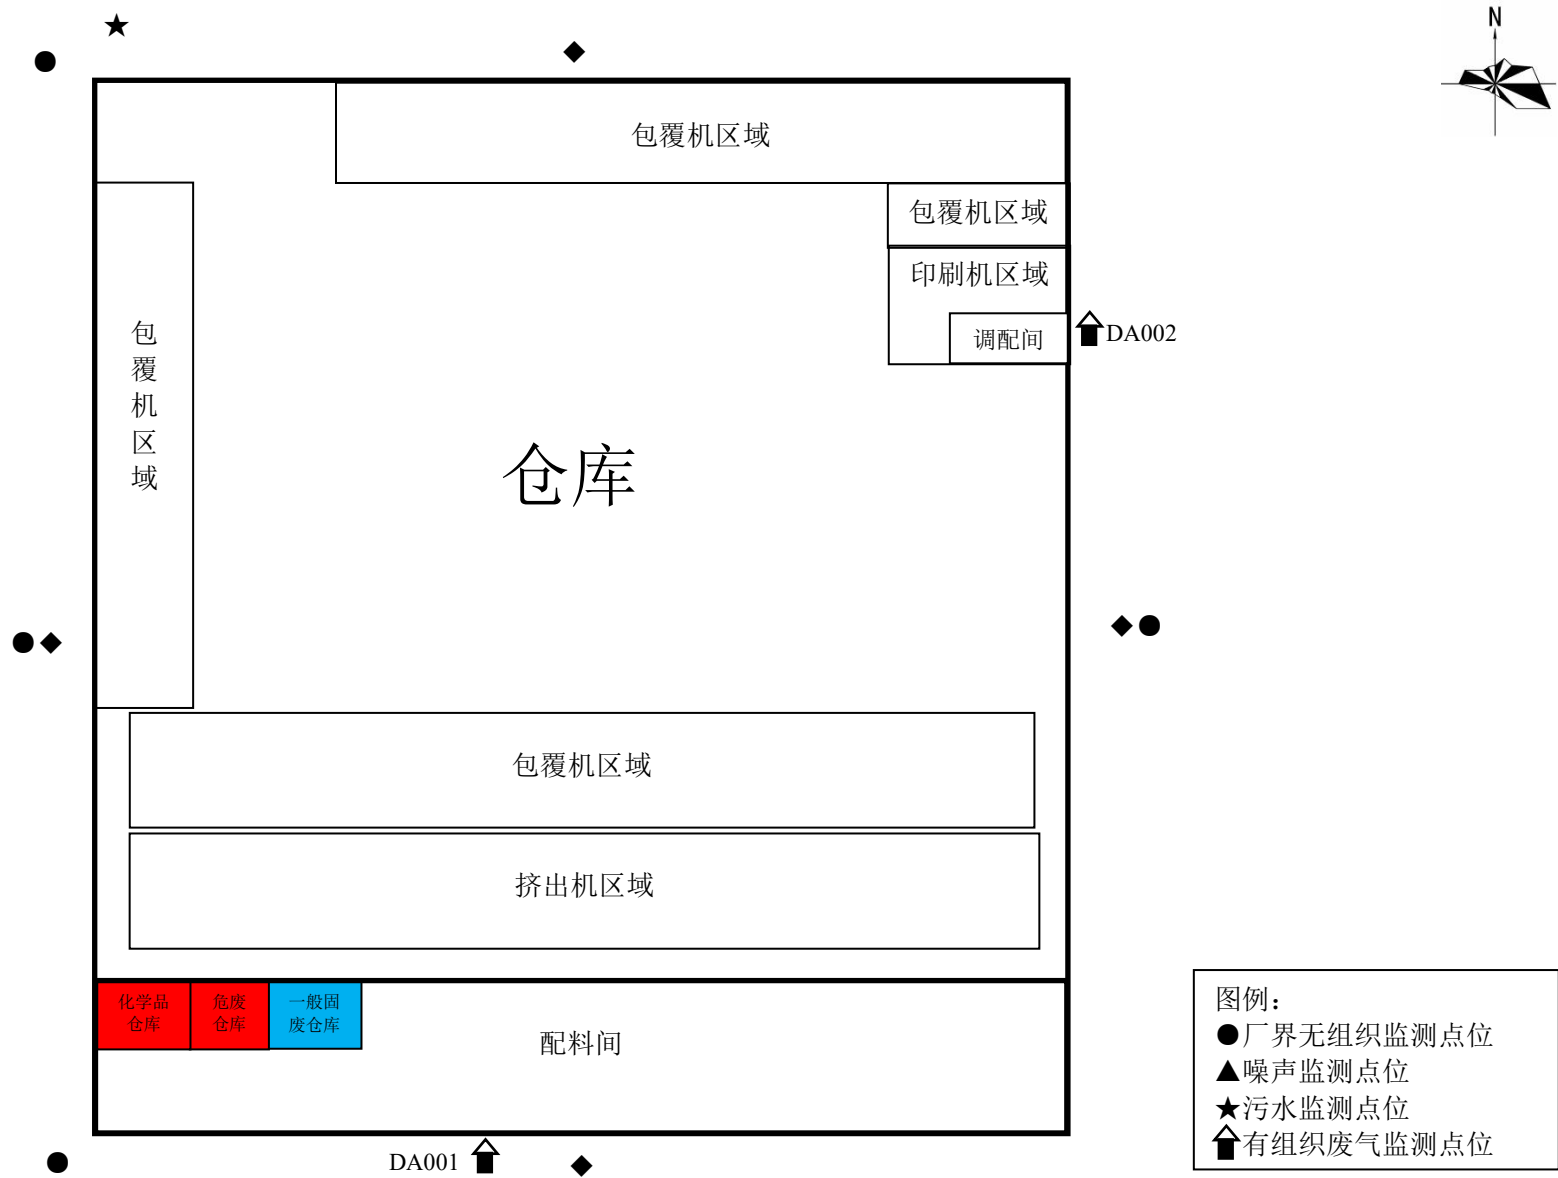 N
包覆机区域
包覆机区域
印刷机区域
调配间
DA002
包
覆
机
区
域
仓库
包覆机区域
挤出机区域
化学品
仓库
危废
仓库
一般固
废仓库
配料间
DA001
图例：
●厂界无组织监测点位
▲噪声监测点位
★污水监测点位
有组织废气监测点位